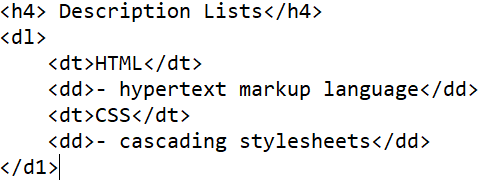 <h4> Description Lists</h4>
<dl>
    <dt>HTML</dt>
    <dd>- hypertext markup language</dd>
    <dt>CSS</dt>
    <dd>- cascading stylesheets</dd>
</d1>